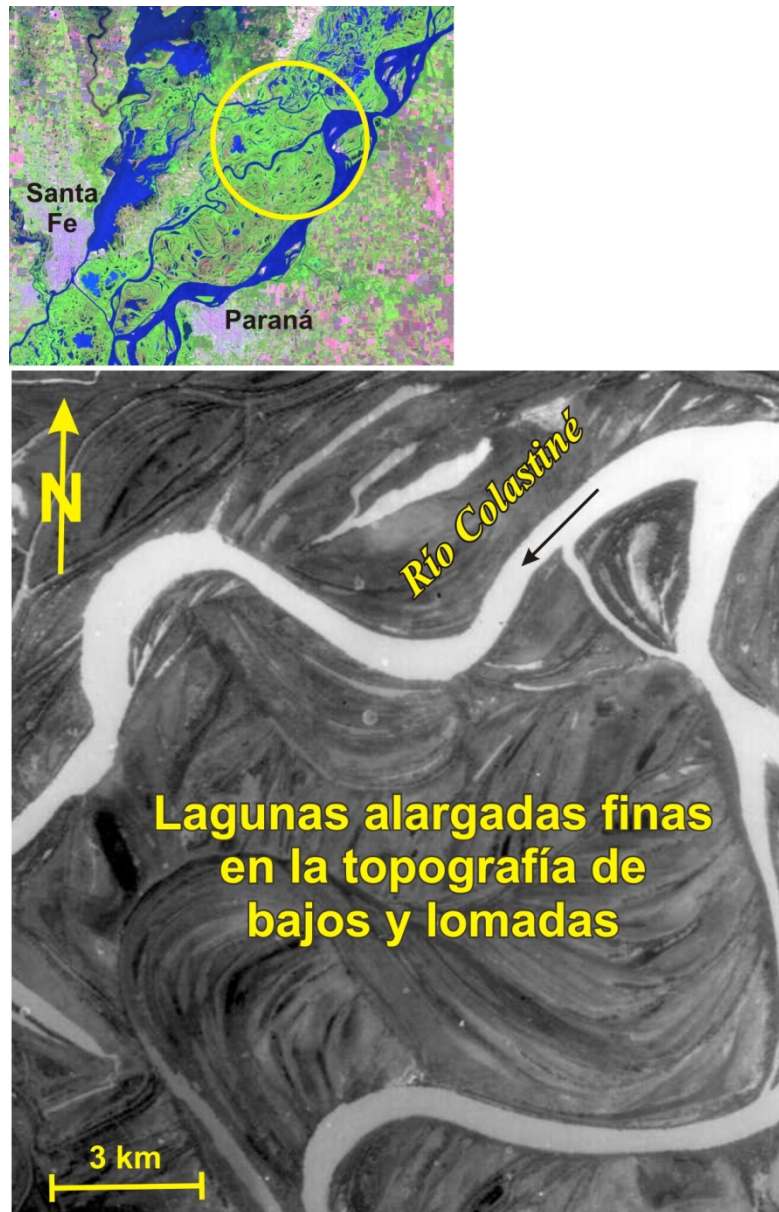 Santa
Fe
Paraná
N
Río Colastiné
Lagunas alargadas finas
en la topografía de
bajos y lomadas
3 km